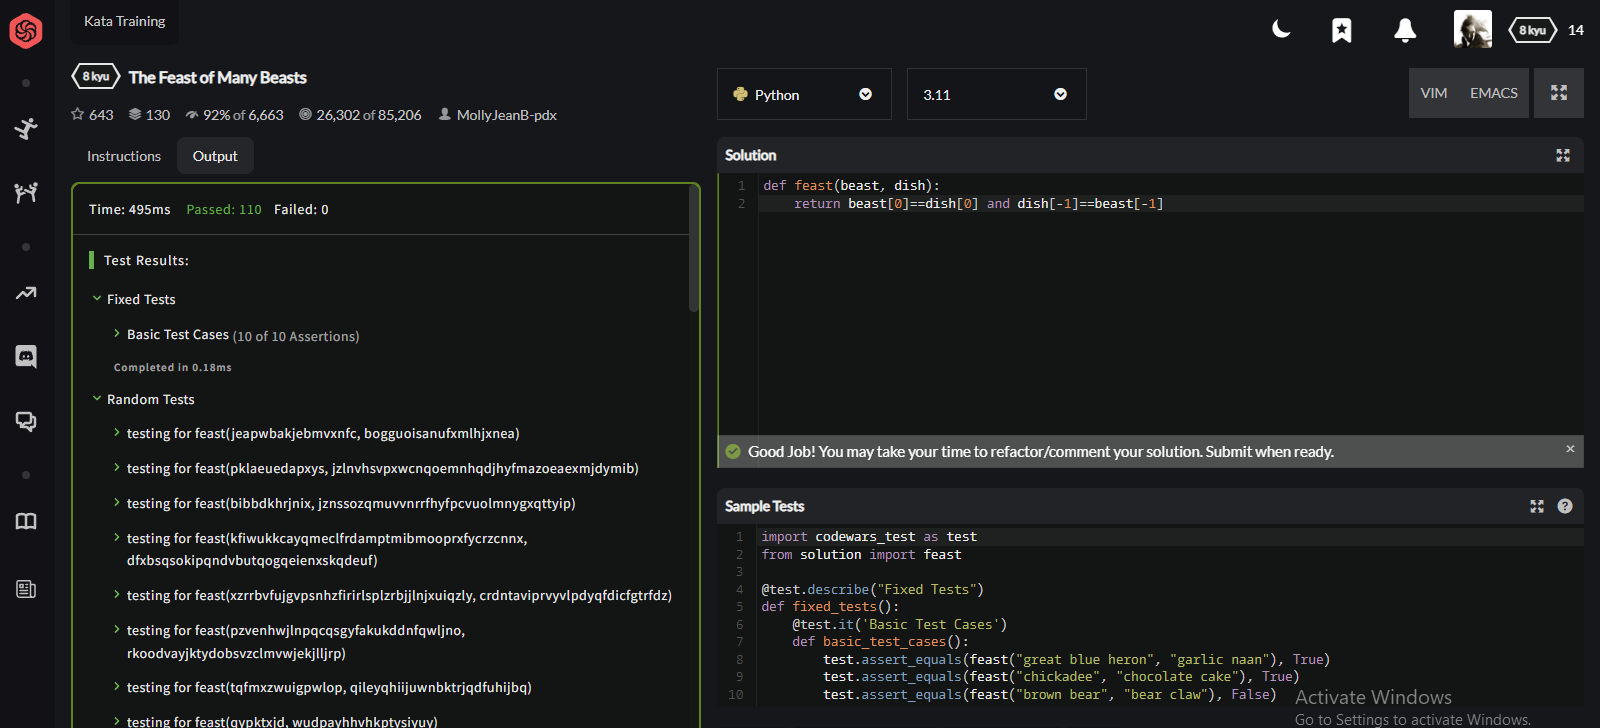 Kata Training
8 kyu 14
8 kyu The Feast of Many Beasts
643 130 92% of 6,663 26,302 of 85,206 MollyJeanB-pdx
Instructions Output
Time: 495ms Passed: 110 Failed: 0
Test Results:
Fixed Tests
Basic Test Cases (10 of 10 Assertions)
Completed in 0.18ms
Random Tests
testing for feast(jeapwbakjebmvxnfc, bogguoisanufxmlhjxnea)
testing for feast(pklaeuedapxys, jzlnvhsvpxwcnqoemnhqdjhyfmazoeaexmjdymib)
testing for feast(bibbdkhrjnix, jznssozqmuvvnrrfhyfpcvuolmnygxqttyip)
testing for feast(kfiwukkcayqmeclfrdamptmibmooprxfycrzcnnx,
dfxbsqsokipqndvbutqogqeienxskqdeuf)
testing for feast(xzrrbvfujgvpsnhzfirirlsplzrbjjlnjxuiqzly, crdntaviprvyvlpdyqfdicfgtrfdz)
testing for feast(pzvenhwjlnpqcqsgyfakukddnfqwljno,
rkoodvayjktydobsvzclmvwjekjlljrp)
testing for feast(tqfmxzwuigpwlop, qileyqhiijuwnbktrjqdfuhijbq)
testing for feast(qypktxjd, wudpayhhvhkptysiyuy)
Python 3.11 VIM EMACS
Solution
1 def feast(beast, dish):
2 return beast[0]==dish[0] and dish[-1]==beast[-1]
Good Job! You may take your time to refactor/comment your solution. Submit when ready. ×
Sample Tests ?
1 import codewars_test as test
2 from solution import feast
3
4 @test.describe("Fixed Tests")
5 def fixed_tests():
6 @test.it('Basic Test Cases')
7 def basic_test_cases():
8 test.assert_equals(feast("great blue heron", "garlic naan"), True)
9 test.assert_equals(feast("chickadee", "chocolate cake"), True)
10 test.assert_equals(feast("brown bear", "bear claw"), False)
Activate Windows
Go to Settings to activate Windows.